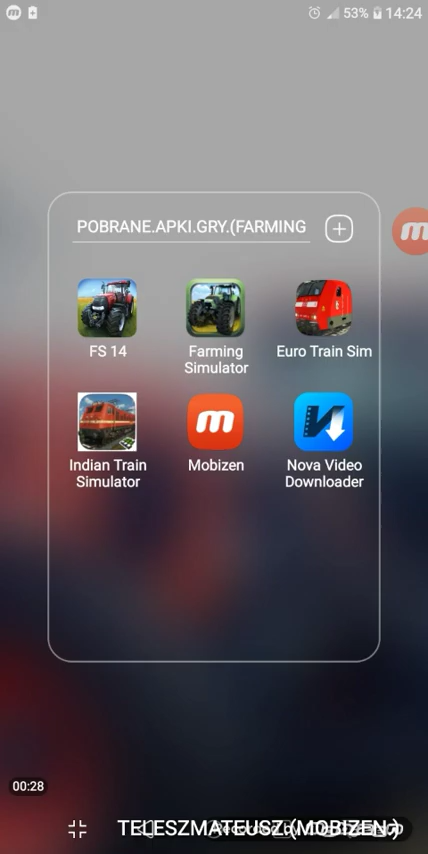 53% 14:24
POBRANE.APKI.GRY.(FARMING
FS 14
Farming
Simulator
Euro Train Sim
Indian Train
Simulator
Mobizen
Nova Video
Downloader
00:28
TELESZMATEUSZ.(MOBIZEN.)